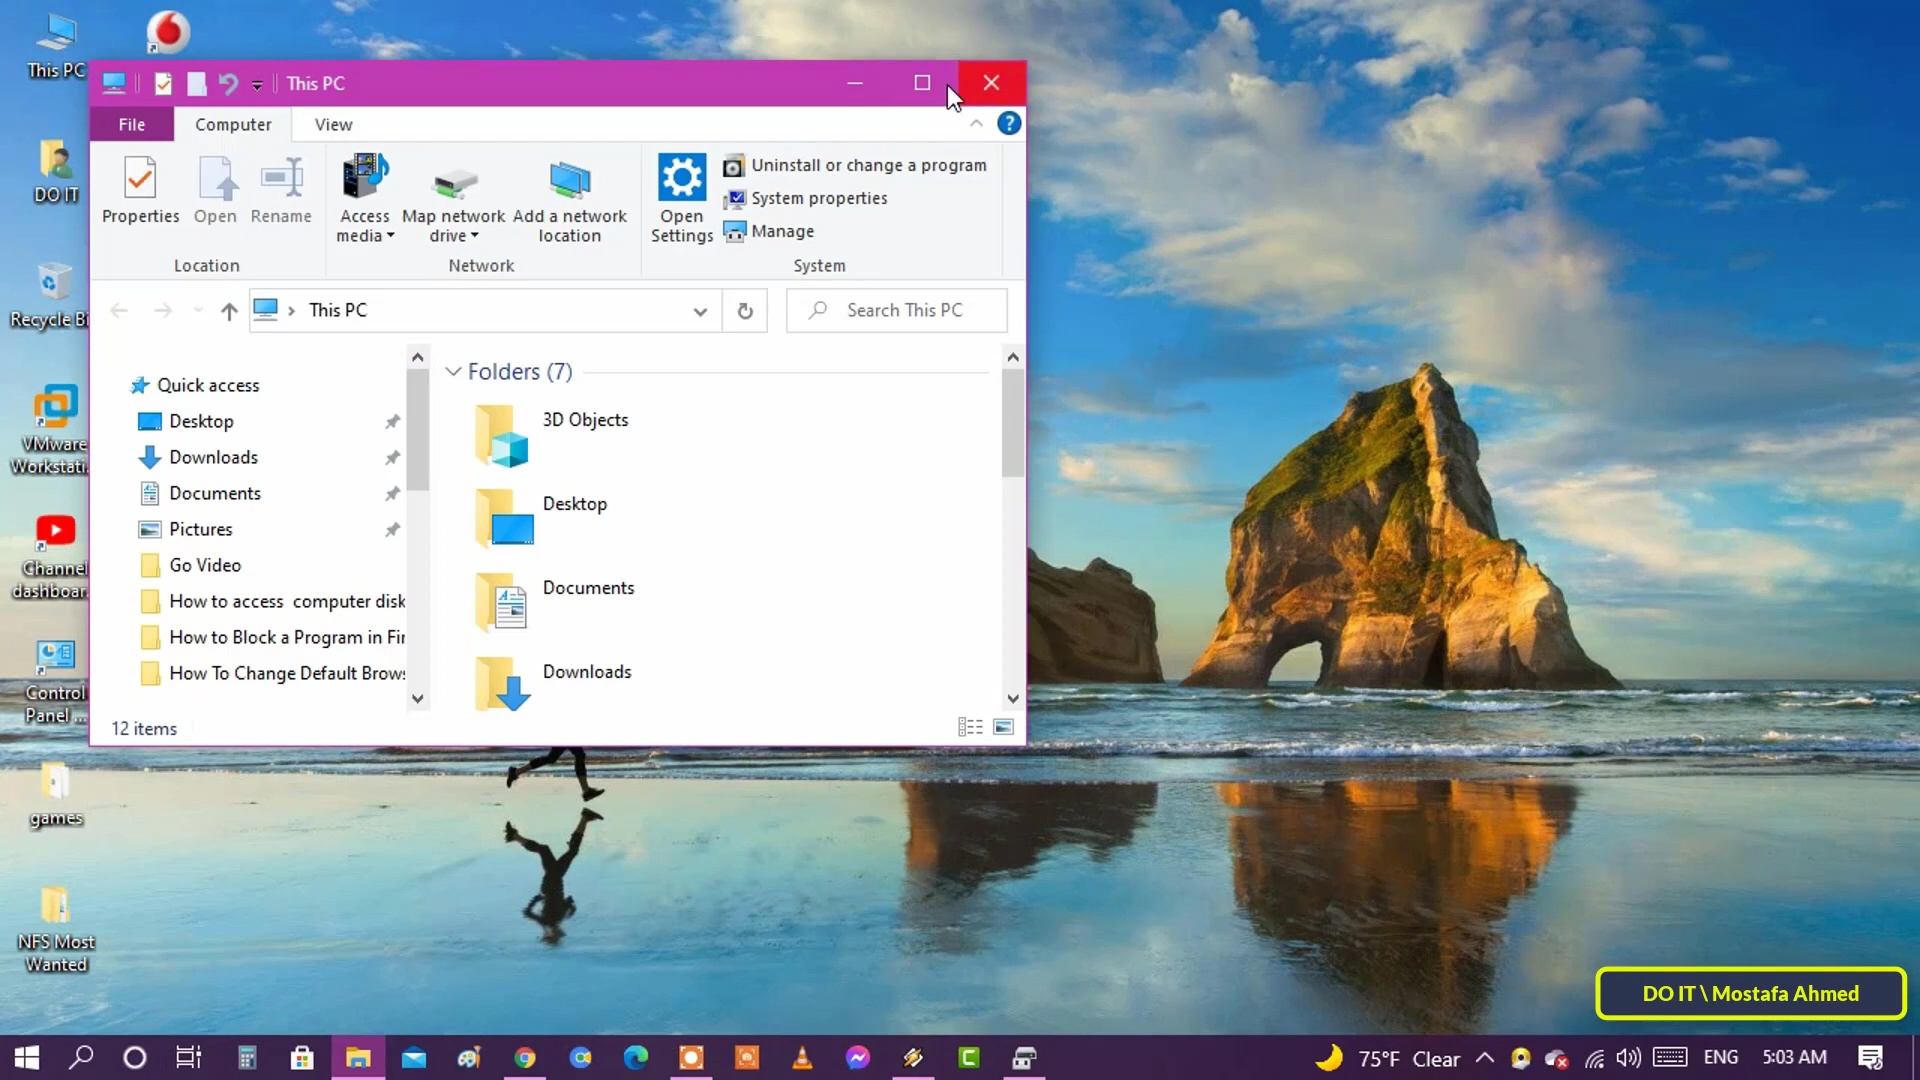 This PC
DO IT
Recycle Bi
VMware
Workstati...
Channel
dashboar...
Control
Panel ...
games
NFS Most
Wanted
This PC
File
Computer
View
Properties
Open
Rename
Location
Access
media
Map network
drive
Add a network
location
Network
Open
Settings
Uninstall or change a program
System properties
Manage
System
This PC
Search This PC
Quick access
Desktop
Downloads
Documents
Pictures
Go Video
How to access  computer disk
How to Block a Program in Fir
How To Change Default Brows
Folders (7)
3D Objects
Desktop
Documents
Downloads
12 items
DO IT \ Mostafa Ahmed
75°F Clear
ENG
5:03 AM